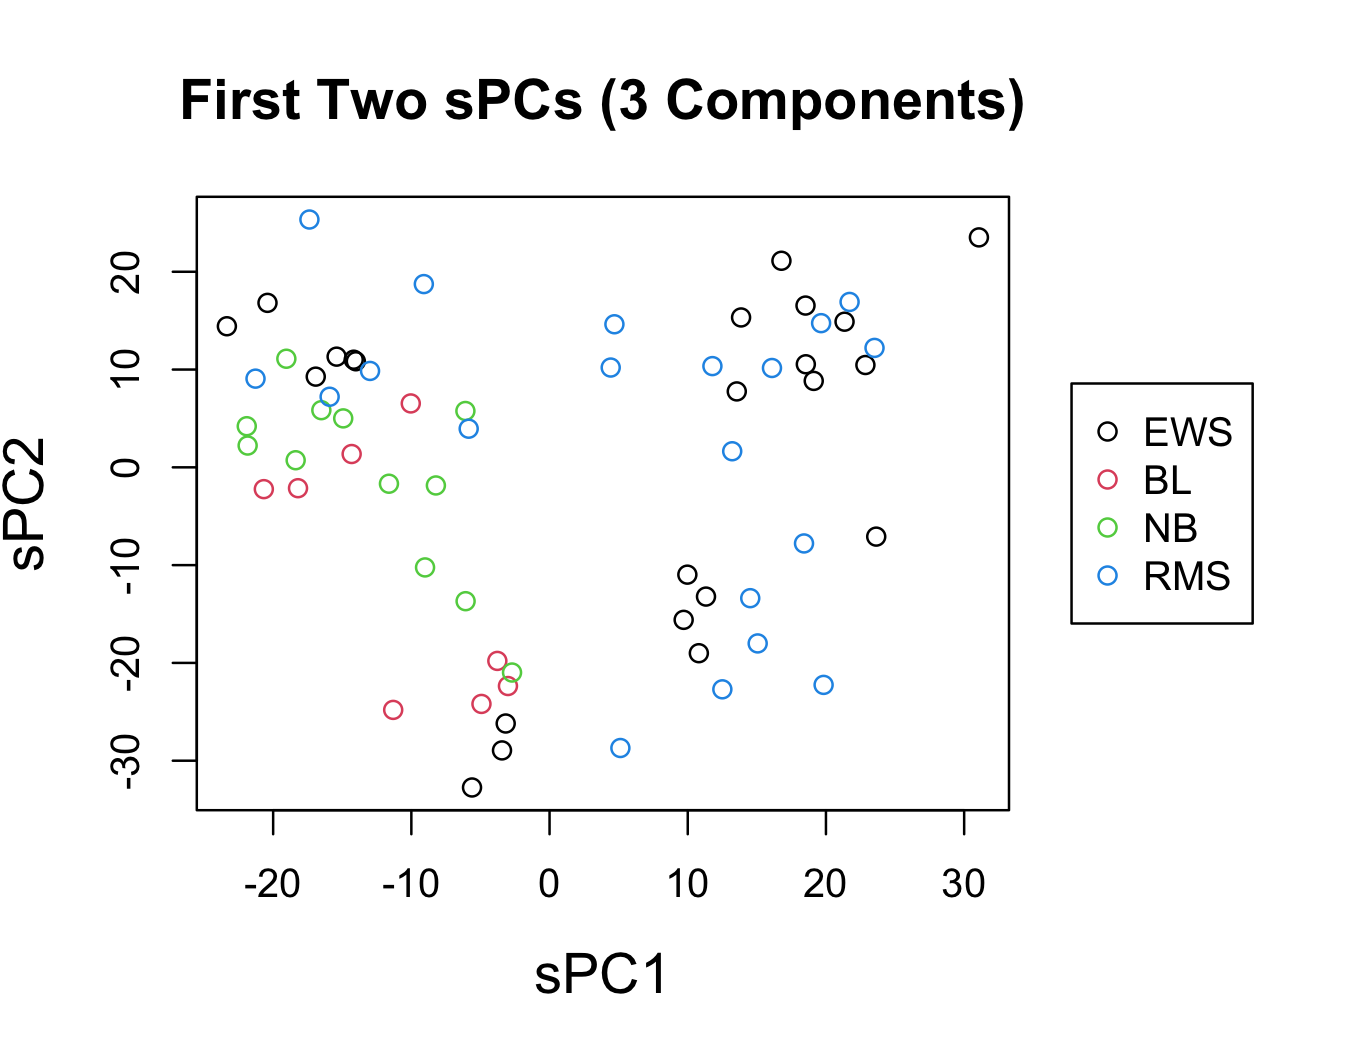 First Two sPCs (3 Components)
sPC2
20
10
0
-10
-20
-30
-20 -10 0 10 20 30
sPC1
EWS
BL
NB
RMS